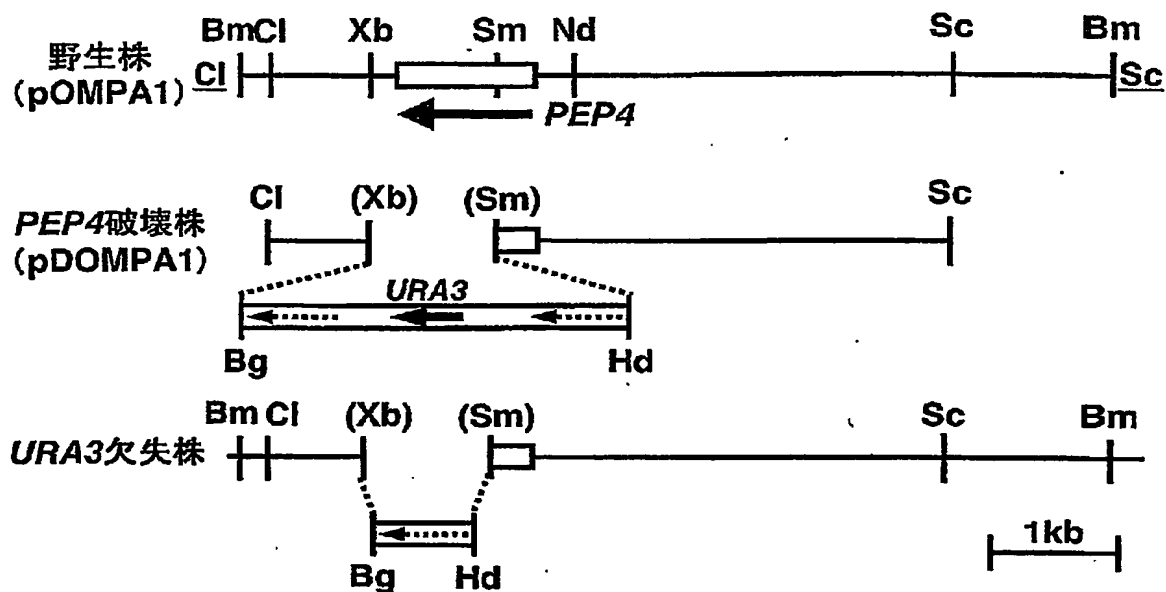 BmCl Xb Sm Nd Sc Bm
野生株
(pOMPA1)
Cl Sc
PEP4
Cl (Xb) (Sm) Sc
PEP4破壊株
(pDOMPA1)
URA3
Bg Hd
Bm Cl (Xb) (Sm) Sc Bm
URA3欠失株
1kb
Bg Hd